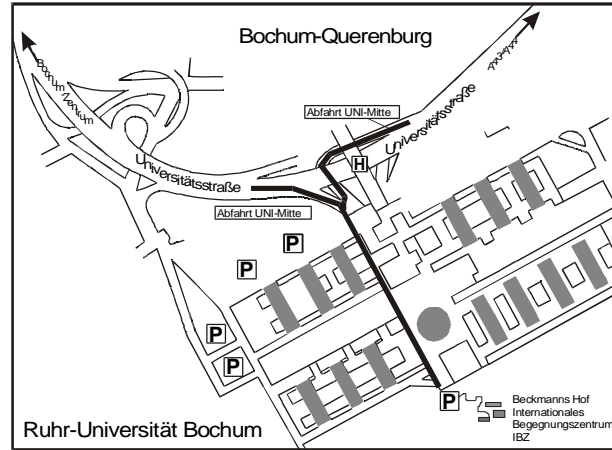 Bochum-Querenburg
Bochum-Zentrum
Abfahrt UNI-Mitte
Universitätsstraße
H
Universitätsstraße
Abfahrt UNI-Mitte
P
P
P
P
P
Beckmanns Hof
Internationales
Begegnungszentrum
IBZ
Ruhr-Universität Bochum